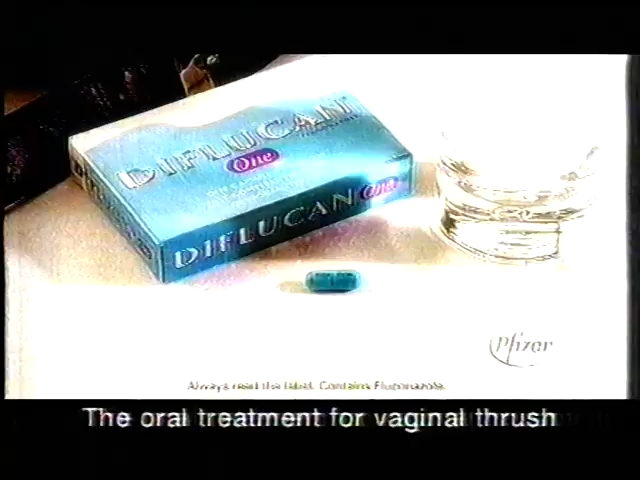 DIFLUCAN
One
DIFLUCAN One
Pfizer
Always read the label. Contains Fluconazole.
The oral treatment for vaginal thrush